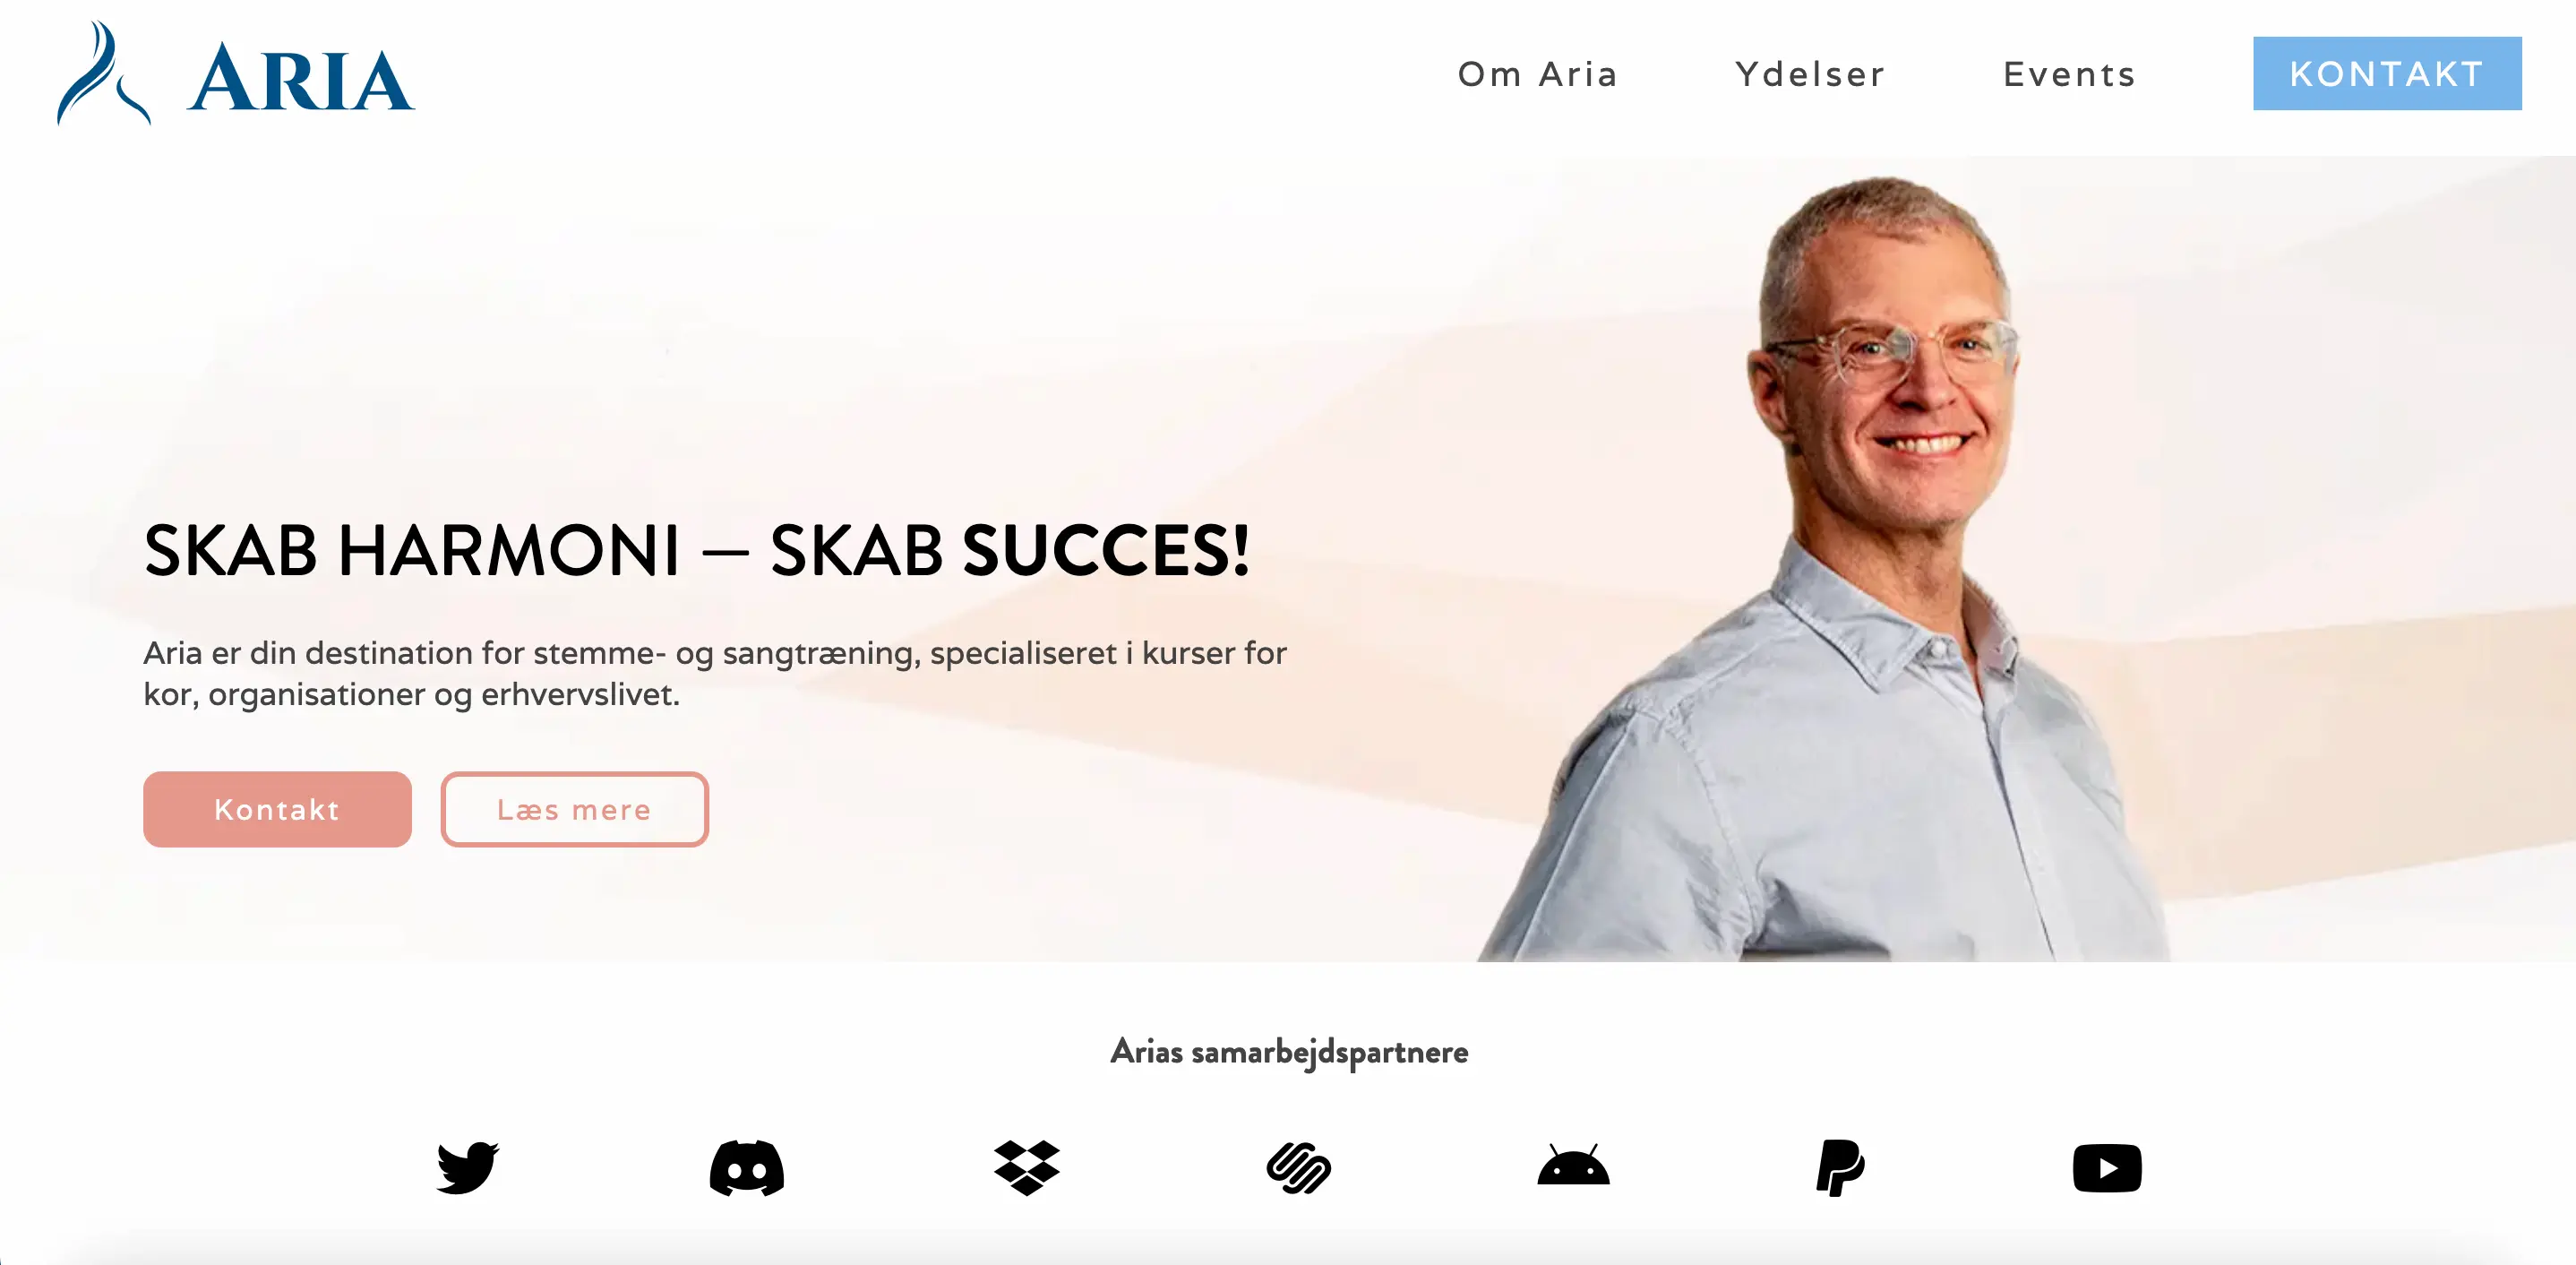 ARIA
Om Aria
Ydelser
Events
KONTAKT
SKAB HARMONI – SKAB SUCCES!
Aria er din destination for stemme- og sangtræning, specialiseret i kurser for
kor, organisationer og erhvervslivet.
Kontakt
Læs mere
Arias samarbejdspartnere